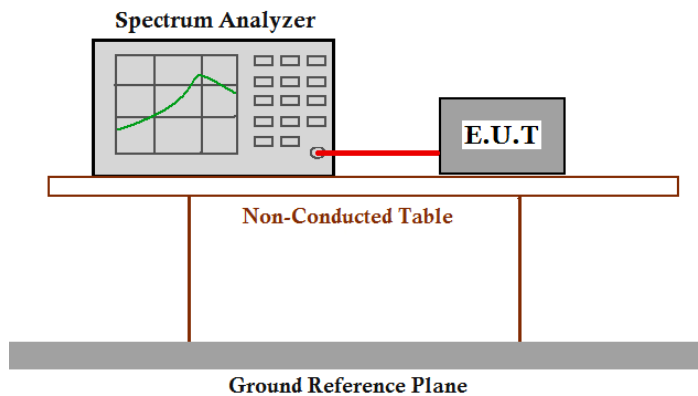 Spectrum Analyzer
E.U.T
Non-Conducted Table
Ground Reference Plane